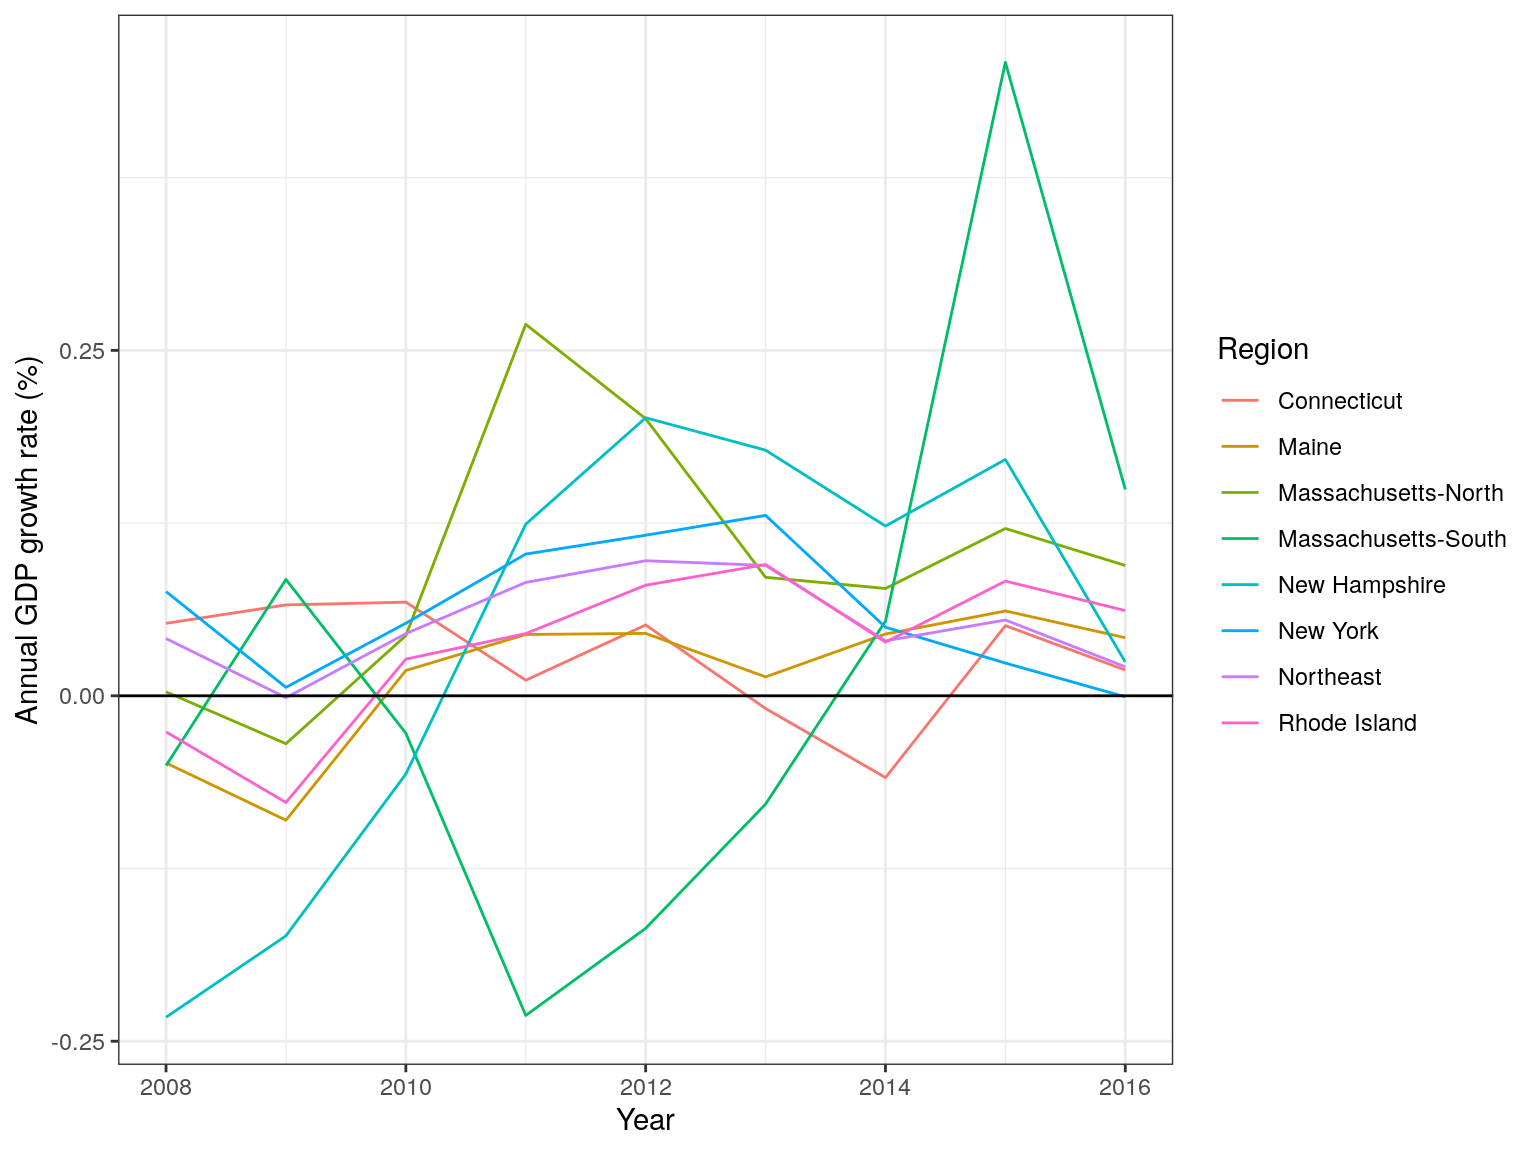 Annual GDP growth rate (%)
0.25
0.00
-0.25
2008 2010 2012 2014 2016
Year
Region
Connecticut
Maine
Massachusetts-North
Massachusetts-South
New Hampshire
New York
Northeast
Rhode Island